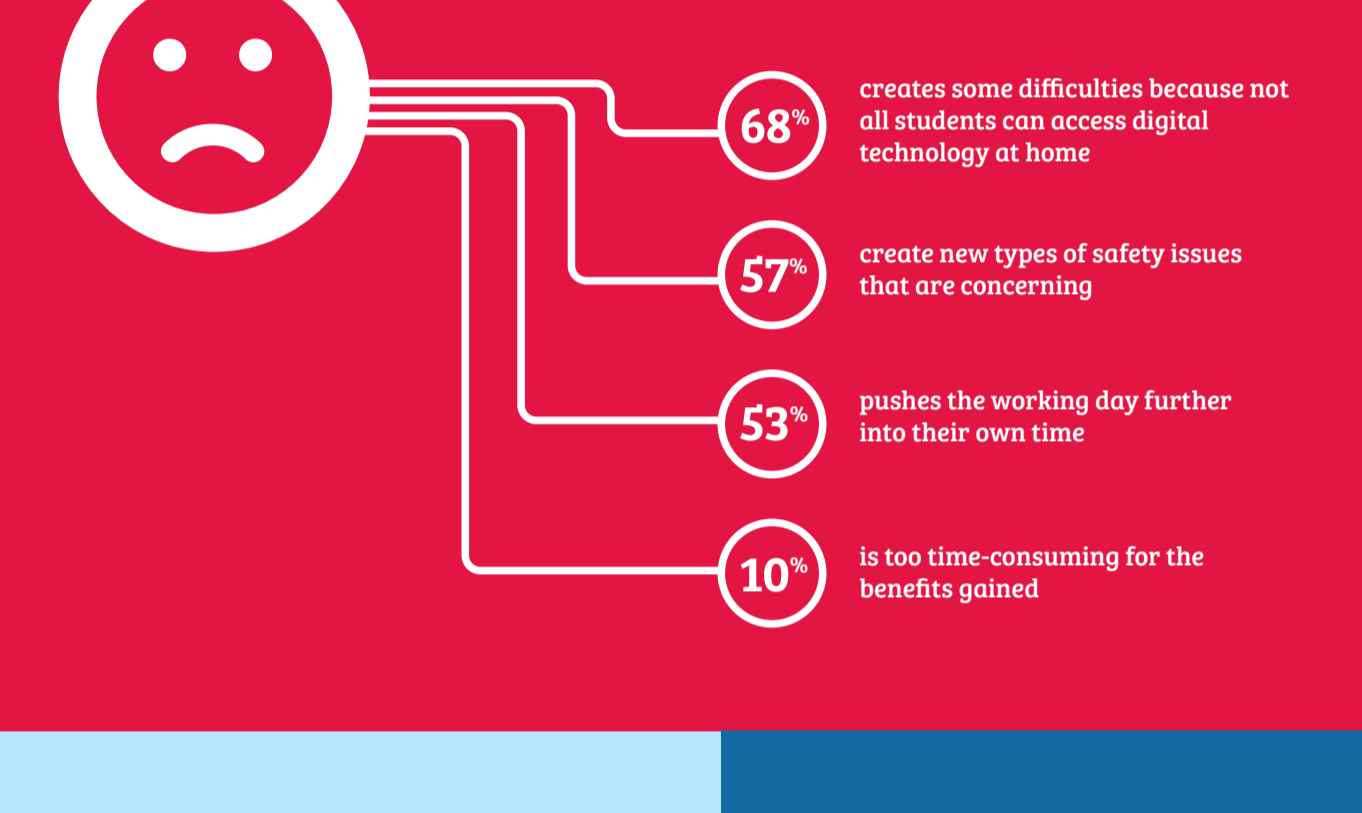 68%
creates some difficulties because not
all students can access digital
technology at home
57%
create new types of safety issues
that are concerning
53%
pushes the working day further
into their own time
10%
is too time-consuming for the
benefits gained